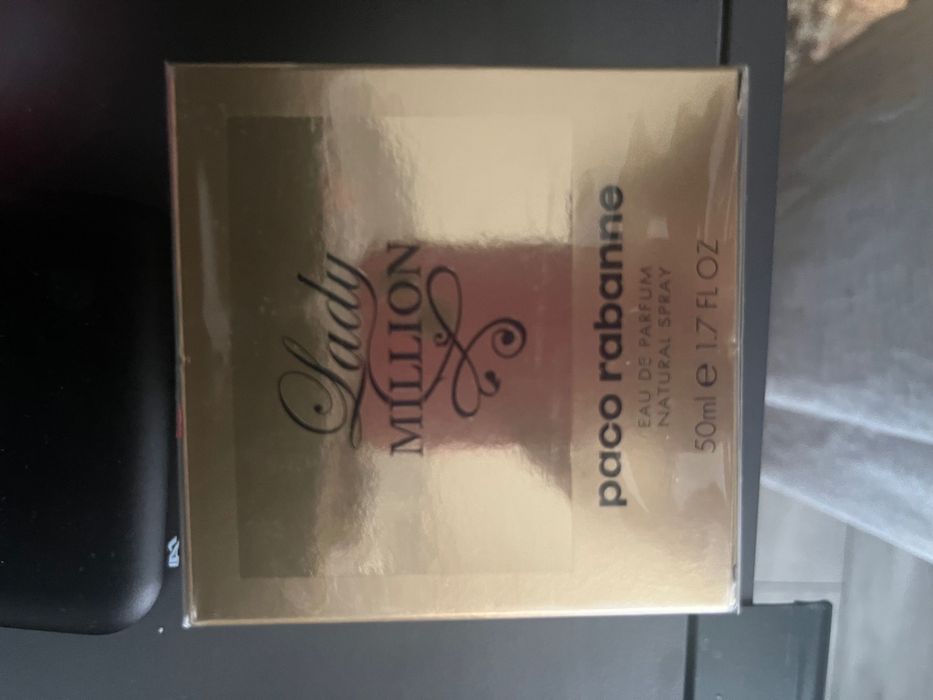 Lady
MILLION
paco rabanne
EAU DE PARFUM
NATURAL SPRAY
50ml e 1.7 FL OZ